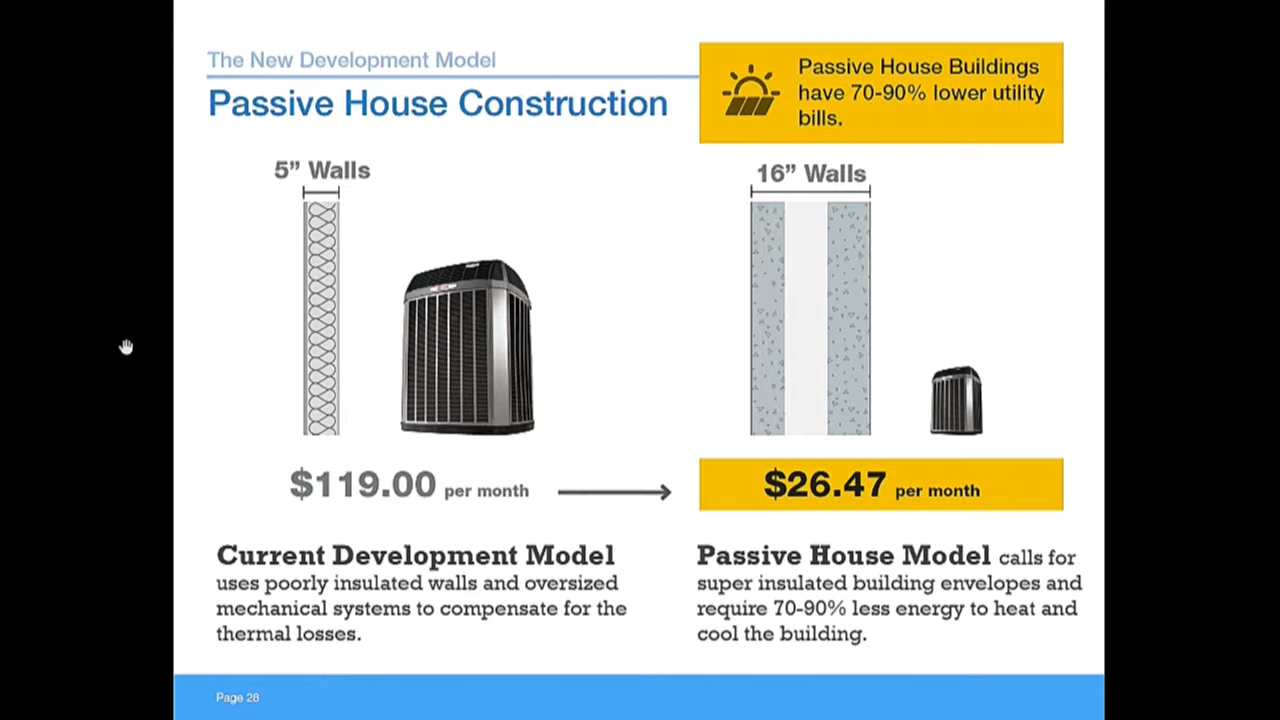 The New Development Model
Passive House Construction
Passive House Buildings
have 70-90% lower utility
bills.
5” Walls
16” Walls
$119.00 per month
$26.47 per month
Current Development Model
uses poorly insulated walls and oversized
mechanical systems to compensate for the
thermal losses.
Passive House Model calls for
super insulated building envelopes and
require 70-90% less energy to heat and
cool the building.
Page 28